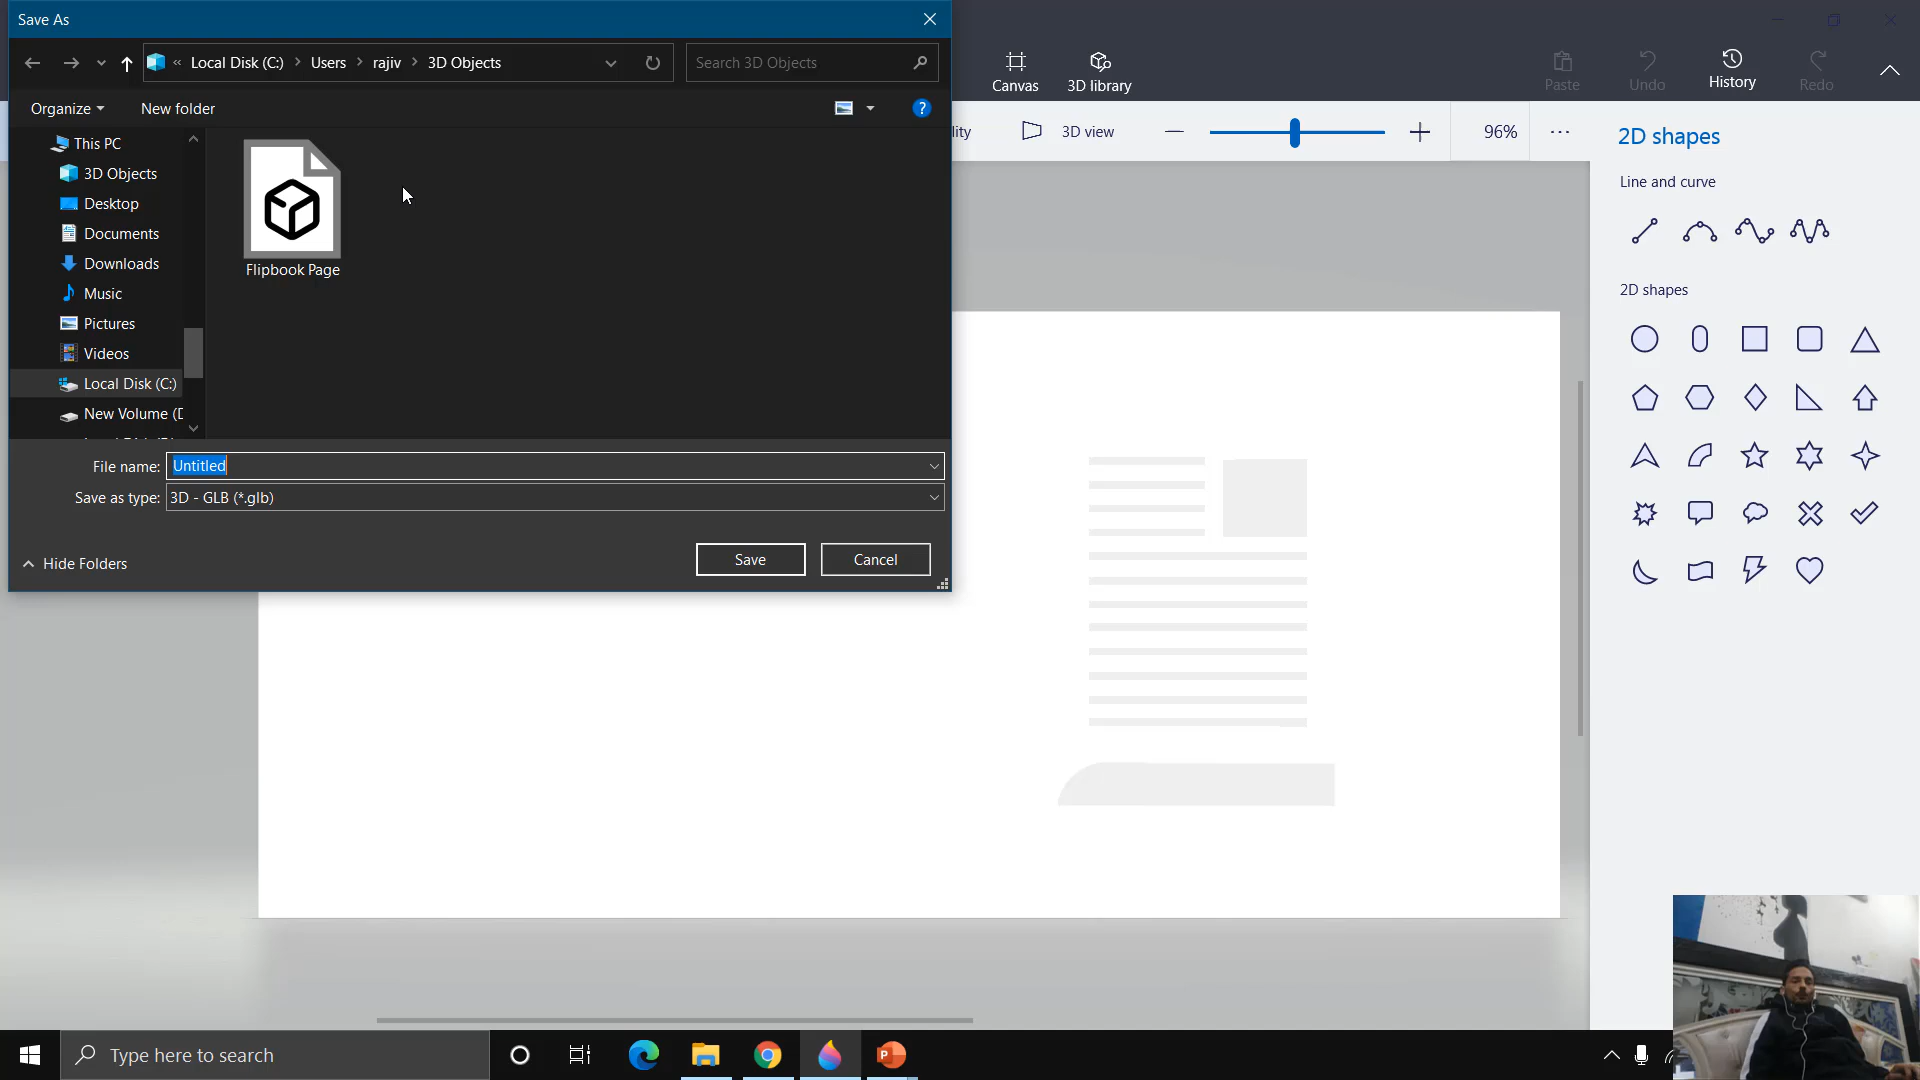 Save As
« Local Disk (C:) > Users > rajiv > 3D Objects
Search 3D Objects
Organize
New folder
This PC
3D Objects
Desktop
Documents
Downloads
Music
Pictures
Videos
Local Disk (C:)
New Volume (D
Flipbook Page
File name: Untitled
Save as type: 3D - GLB (*.glb)
Hide Folders
Save
Cancel
Canvas
3D library
Paste
Undo
History
Redo
lity
3D view
96%
2D shapes
Line and curve
2D shapes
Type here to search